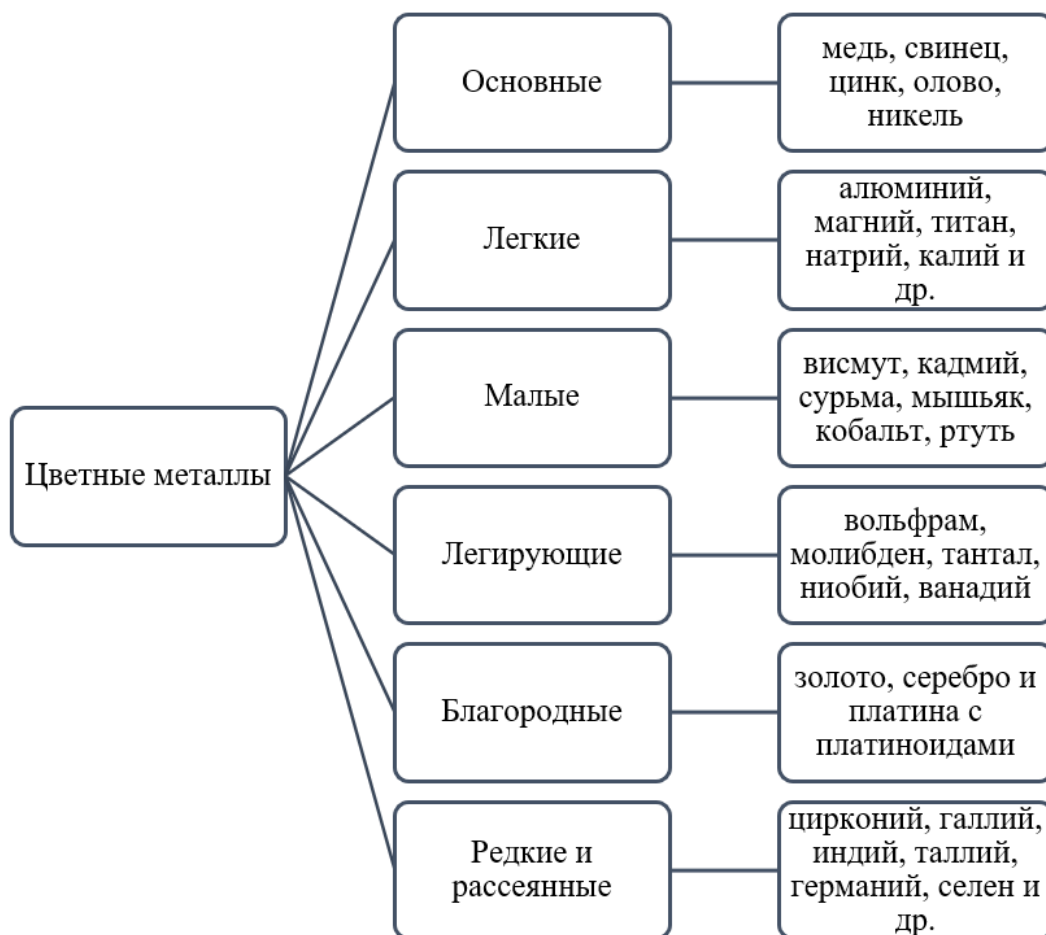 Цветные металлы
Основные
медь, свинец,
цинк, олово,
никель
Легкие
алюминий,
магний, титан,
натрий, калий и
др.
Малые
висмут, кадмий,
сурьма, мышьяк,
кобальт, ртуть
Легирующие
вольфрам,
молибден, тантал,
ниобий, ванадий
Благородные
золото, серебро и
платина с
платиноидами
Редкие и
рассеянные
цирконий, галлий,
индий, таллий,
германий, селен и
др.